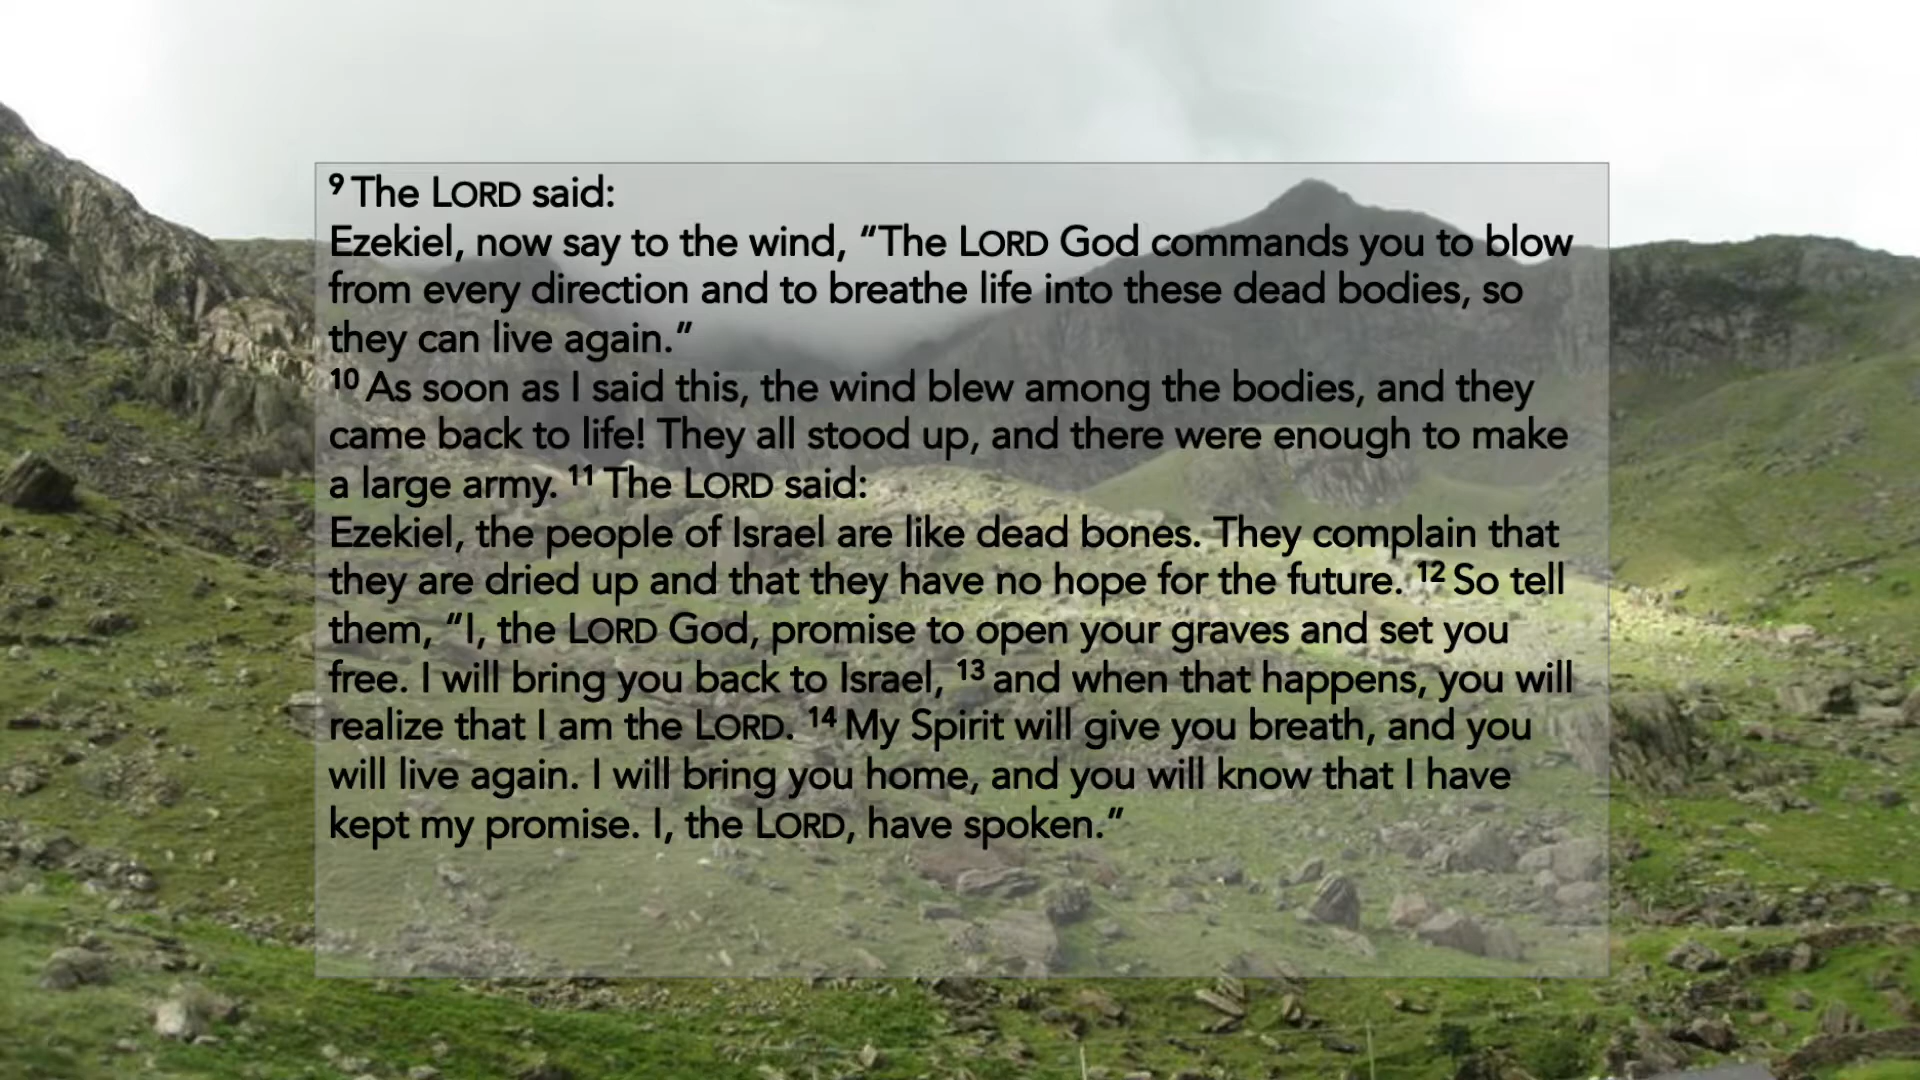 9 The LORD said:
Ezekiel, now say to the wind, “The LORD God commands you to blow
from every direction and to breathe life into these dead bodies, so
they can live again.”
10 As soon as I said this, the wind blew among the bodies, and they
came back to life! They all stood up, and there were enough to make
a large army. 11 The LORD said:
Ezekiel, the people of Israel are like dead bones. They complain that
they are dried up and that they have no hope for the future. 12 So tell
them, “I, the LORD God, promise to open your graves and set you
free. I will bring you back to Israel, 13 and when that happens, you will
realize that I am the LORD. 14 My Spirit will give you breath, and you
will live again. I will bring you home, and you will know that I have
kept my promise. I, the LORD, have spoken.”